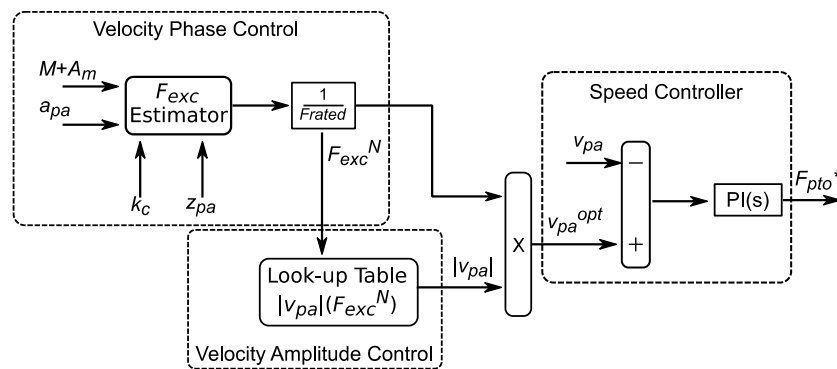 Velocity Phase Control
M+Am
apa
Fexc
Estimator
kc
zpa
1
Frated
FexcN
Look-up Table
|vpa|(FexcN)
Velocity Amplitude Control
|vpa|
X
vpaopt
Speed Controller
vpa
−
+
PI(s)
Fpto*